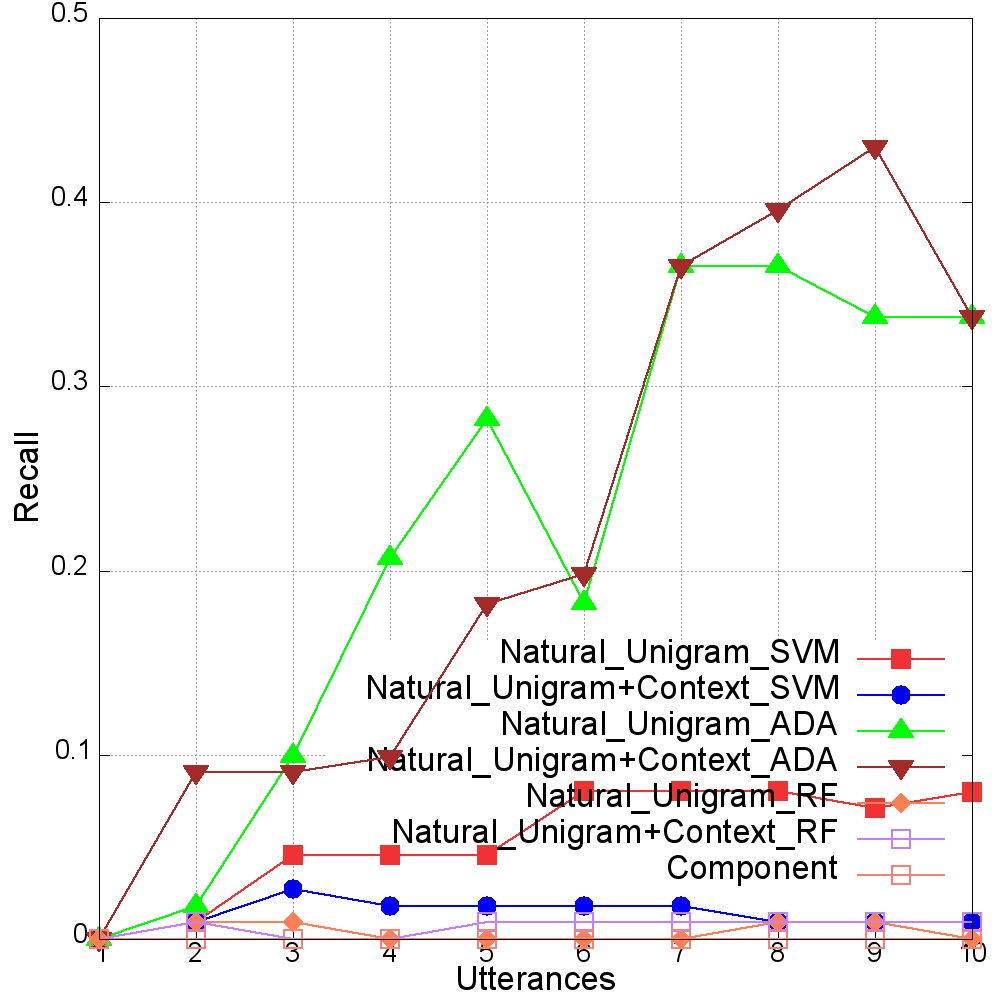 0.5
0.4
0.3
0.2
0.1
0
Recall
Natural_Unigram_SVM
Natural_Unigram+Context_SVM
Natural_Unigram_ADA
Natural_Unigram+Context_ADA
Natural_Unigram_RF
Natural_Unigram+Context_RF
Component
1 2 3 4 5 6 7 8 9 10
Utterances